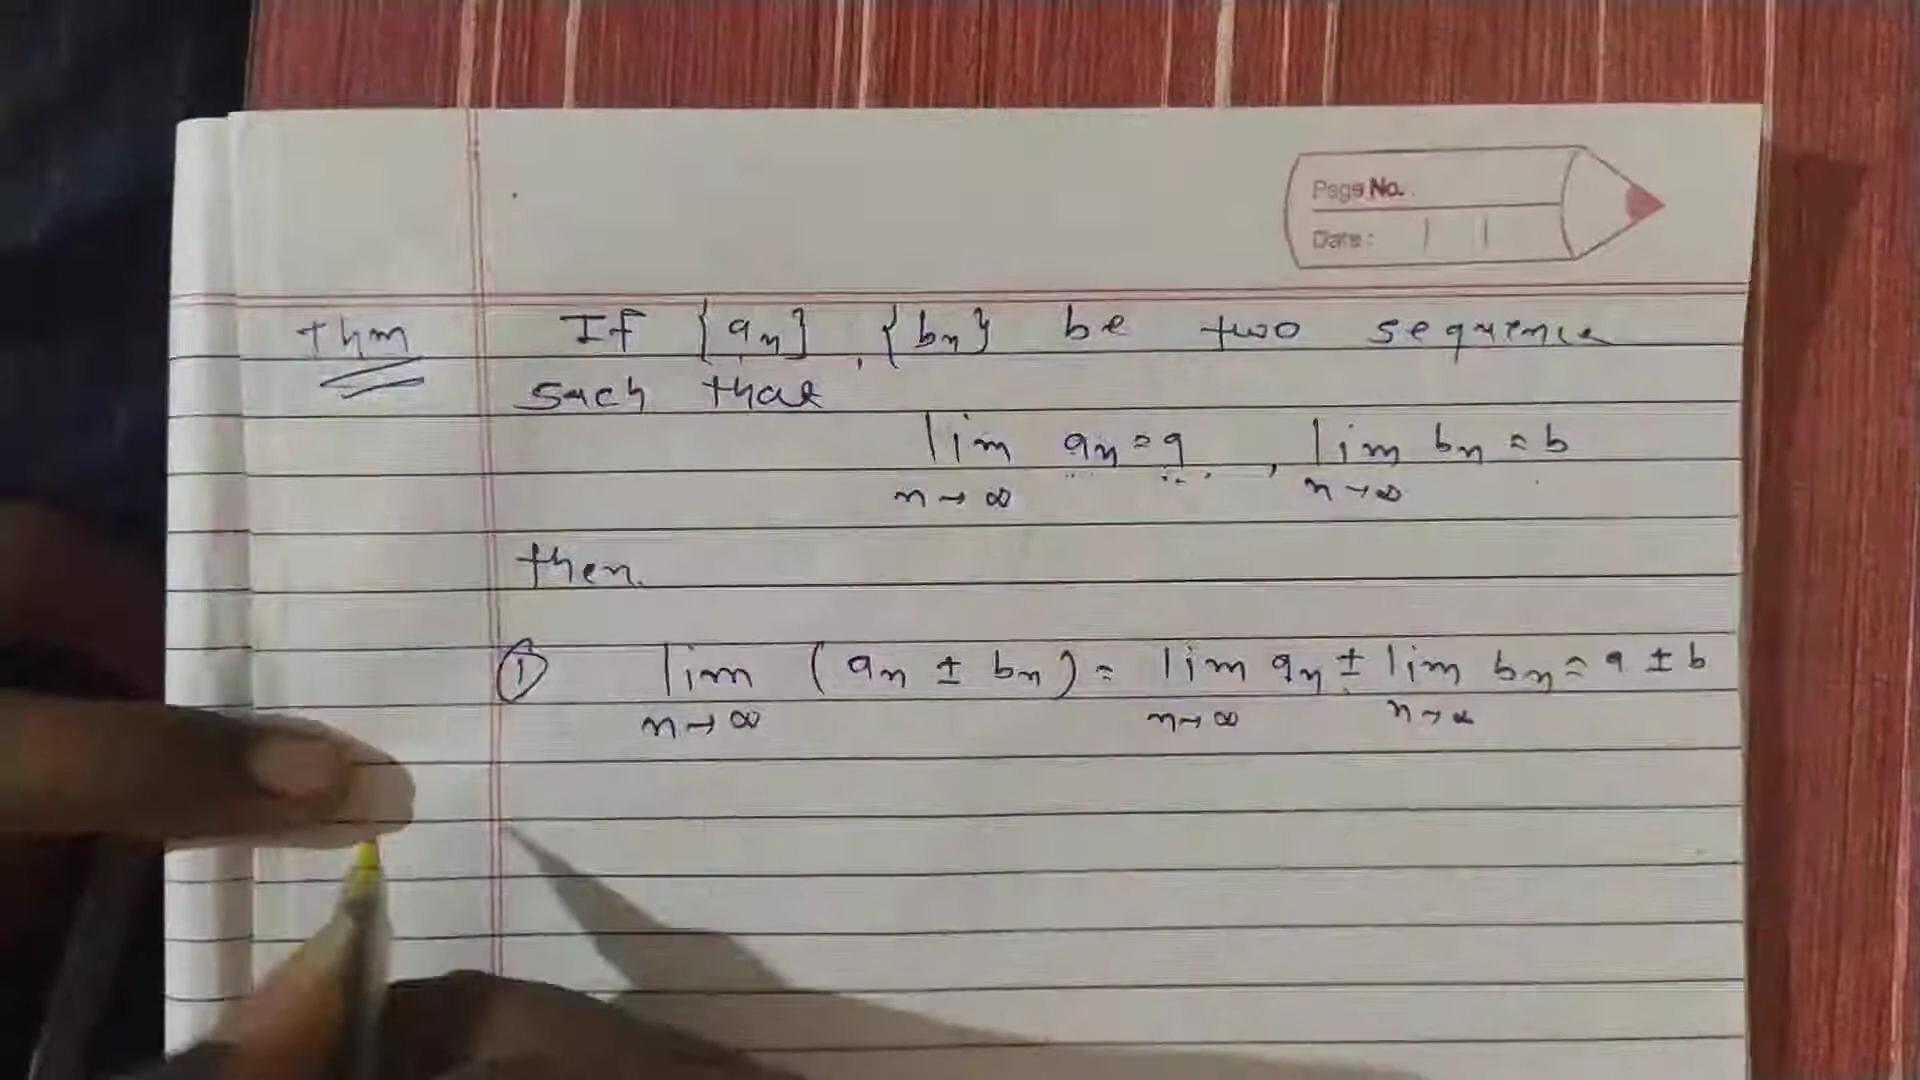 Page No.
Date:
thm If {an}, {bn} be two sequence
such that
lim an = a , lim bn = b
n→∞ n→∞
then.
① lim (an ± bn) = lim an ± lim bn = a ± b
n→∞ n→∞ n→∞